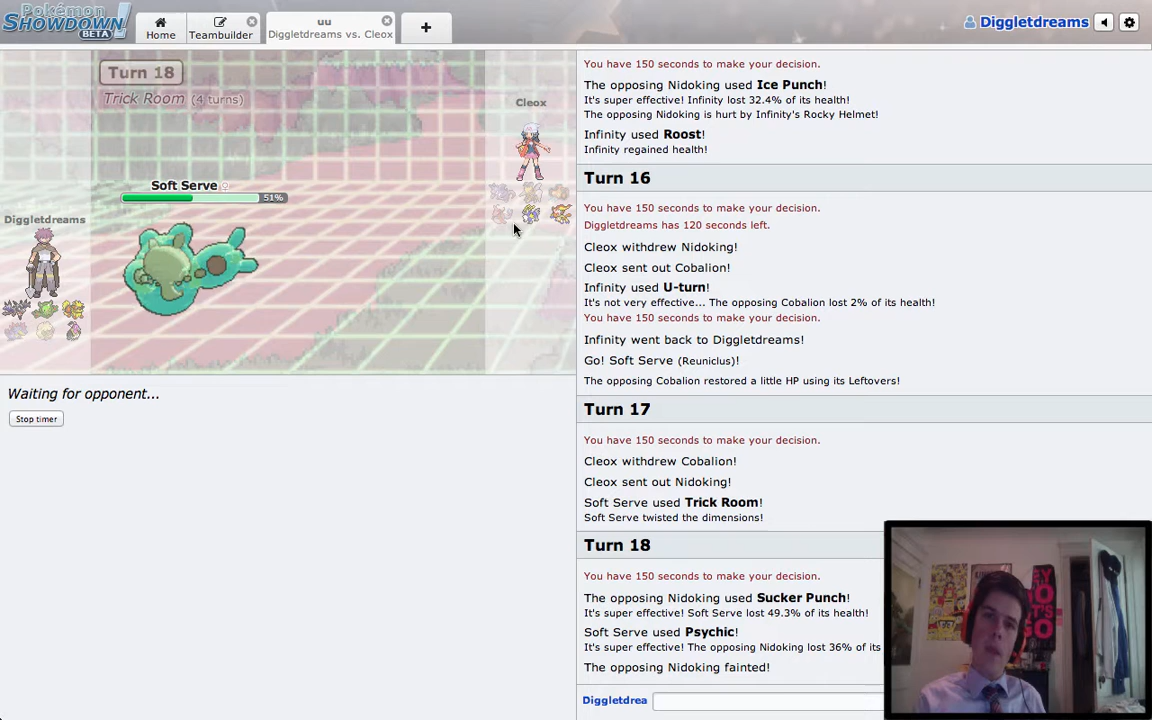 POKéMON
SHOWDOWN!
BETA
Home
Teambuilder
uu
Diggletdreams vs. Cleox
+
Diggletdreams
Turn 18
Trick Room (4 turns)
Cleox
Soft Serve ♀
51%
Diggletdreams
Waiting for opponent...
Stop timer
You have 150 seconds to make your decision.
The opposing Nidoking used Ice Punch!
It's super effective! Infinity lost 32.4% of its health!
The opposing Nidoking is hurt by Infinity's Rocky Helmet!
Infinity used Roost!
Infinity regained health!
Turn 16
You have 150 seconds to make your decision.
Diggletdreams has 120 seconds left.
Cleox withdrew Nidoking!
Cleox sent out Cobalion!
Infinity used U-turn!
It's not very effective... The opposing Cobalion lost 2% of its health!
You have 150 seconds to make your decision.
Infinity went back to Diggletdreams!
Go! Soft Serve (Reuniclus)!
The opposing Cobalion restored a little HP using its Leftovers!
Turn 17
You have 150 seconds to make your decision.
Cleox withdrew Cobalion!
Cleox sent out Nidoking!
Soft Serve used Trick Room!
Soft Serve twisted the dimensions!
Turn 18
You have 150 seconds to make your decision.
The opposing Nidoking used Sucker Punch!
It's super effective! Soft Serve lost 49.3% of its health!
Soft Serve used Psychic!
It's super effective! The opposing Nidoking lost 36% of its
The opposing Nidoking fainted!
Diggletdrea